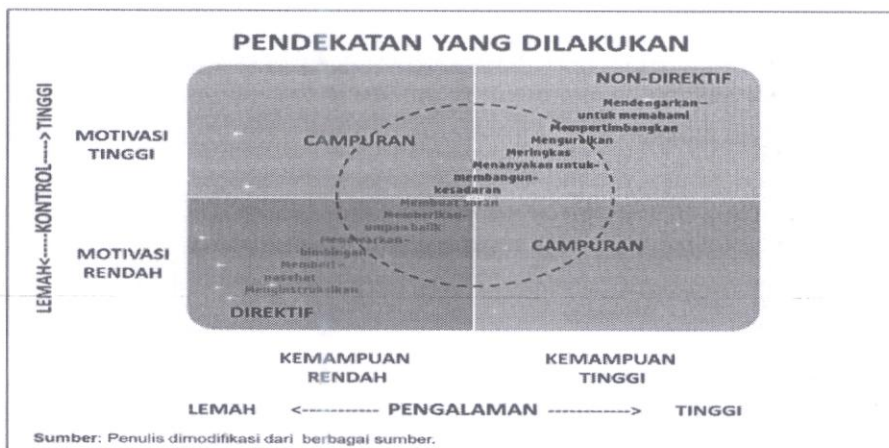 PENDEKATAN YANG DILAKUKAN
NON-DIREKTIF
Mendengarkan –
untuk memahami
Mempertimbangkan
Menguraikan
Meringkas
Menanyakan untuk–
membangun–
kesadaran
Membuat saran
Memberikan–
umpan balik
Menawarkan–
bimbingan
Memberi –
nasehat
Menginstruksikan
CAMPURAN
CAMPURAN
DIREKTIF
LEMAH<-----KONTROL---->TINGGI
MOTIVASI
TINGGI
MOTIVASI
RENDAH
KEMAMPUAN
RENDAH
KEMAMPUAN
TINGGI
LEMAH <----------- PENGALAMAN -----------> TINGGI
Sumber: Penulis dimodifikasi dari berbagai sumber.